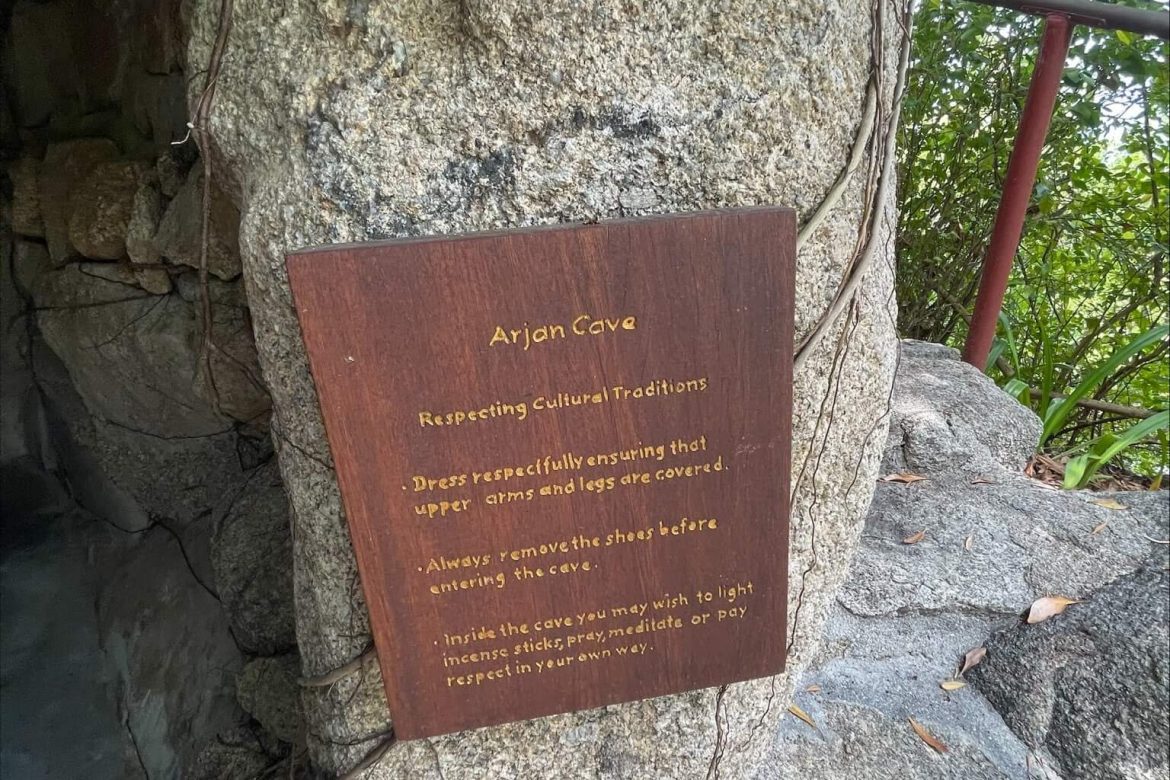 Arjan Cave
Respecting Cultural Traditions
· Dress respectfully ensuring that
upper arms and legs are covered.
· Always remove the shoes before
entering the cave.
· Inside the cave you may wish to light
incense sticks, pray, meditate or pay
respect in your own way.